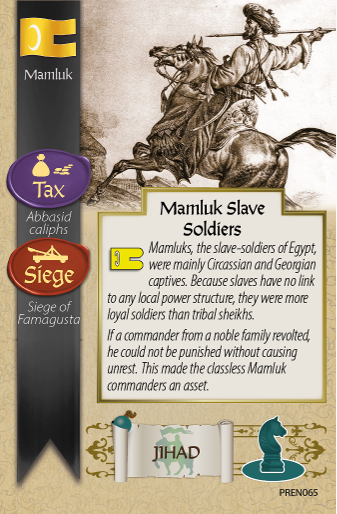 Mamluk
Tax
Abbasid
caliphs
Siege
Siege of
Famagusta
Mamluk Slave
Soldiers
Mamluks, the slave-soldiers of Egypt,
were mainly Circassian and Georgian
captives. Because slaves have no link
to any local power structure, they were more
loyal soldiers than tribal sheikhs.
If a commander from a noble family revolted,
he could not be punished without causing
unrest. This made the classless Mamluk
commanders an asset.
JIHAD
PREN065